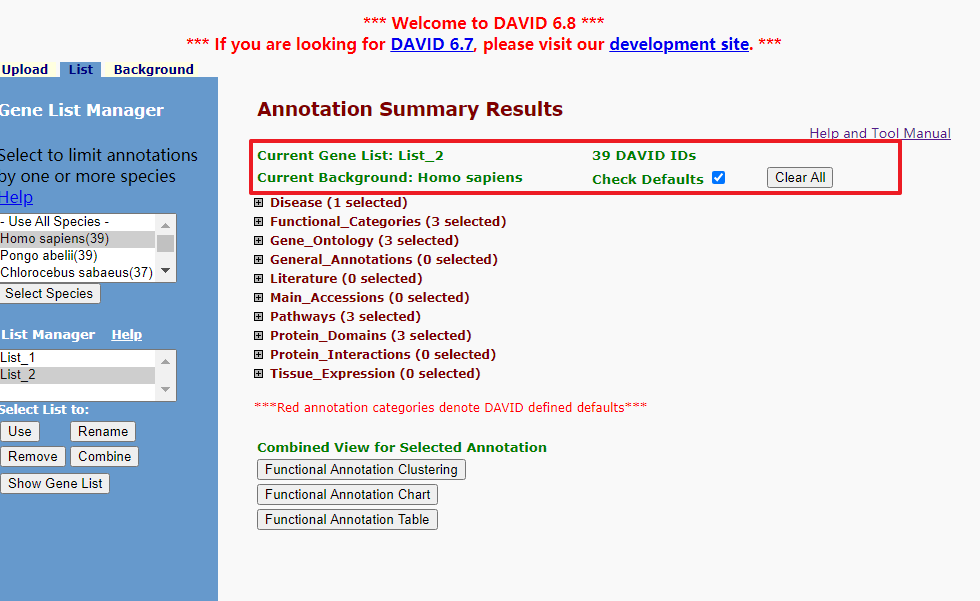 *** Welcome to DAVID 6.8 ***
*** If you are looking for DAVID 6.7, please visit our development site. ***
Upload List Background
Gene List Manager
Select to limit annotations
by one or more species
Help
- Use All Species -
Homo sapiens(39)
Pongo abelii(39)
Chlorocebus sabaeus(37)
Select Species
List Manager Help
List_1
List_2
Select List to:
Use Rename
Remove Combine
Show Gene List
Annotation Summary Results
Help and Tool Manual
Current Gene List: List_2 39 DAVID IDs
Current Background: Homo sapiens Check Defaults Clear All
Disease (1 selected)
Functional_Categories (3 selected)
Gene_Ontology (3 selected)
General_Annotations (0 selected)
Literature (0 selected)
Main_Accessions (0 selected)
Pathways (3 selected)
Protein_Domains (3 selected)
Protein_Interactions (0 selected)
Tissue_Expression (0 selected)
***Red annotation categories denote DAVID defined defaults***
Combined View for Selected Annotation
Functional Annotation Clustering
Functional Annotation Chart
Functional Annotation Table